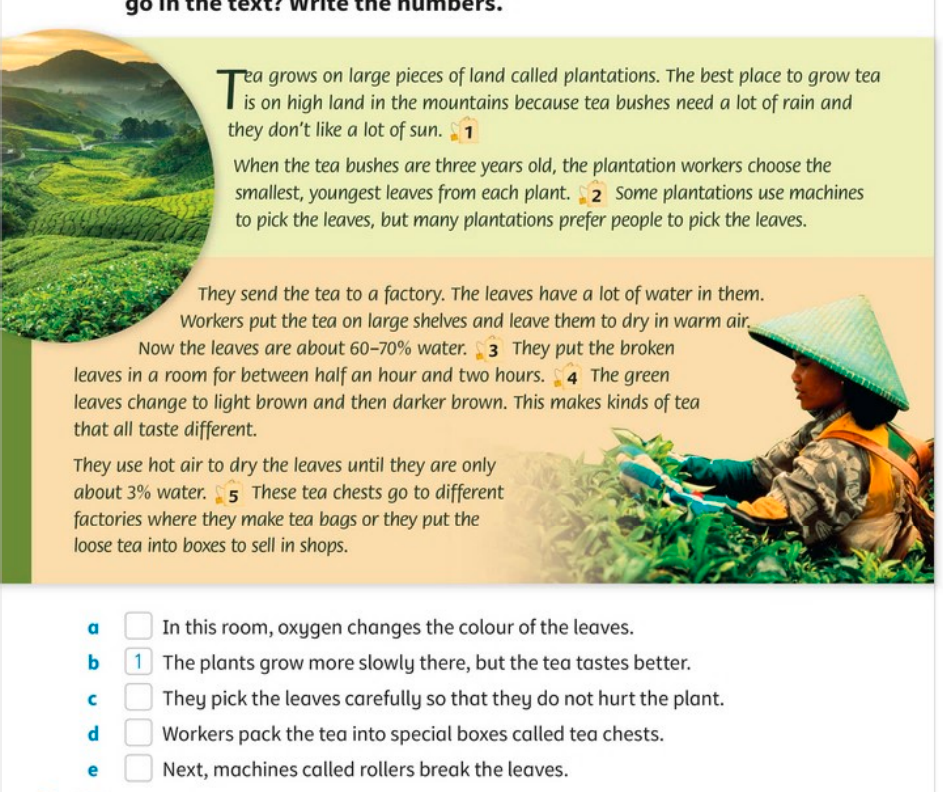 go in the text? Write the numbers.
Tea grows on large pieces of land called plantations. The best place to grow tea
is on high land in the mountains because tea bushes need a lot of rain and
they don't like a lot of sun. 1
When the tea bushes are three years old, the plantation workers choose the
smallest, youngest leaves from each plant. 2 Some plantations use machines
to pick the leaves, but many plantations prefer people to pick the leaves.
They send the tea to a factory. The leaves have a lot of water in them.
Workers put the tea on large shelves and leave them to dry in warm air.
Now the leaves are about 60–70% water. 3 They put the broken
leaves in a room for between half an hour and two hours. 4 The green
leaves change to light brown and then darker brown. This makes kinds of tea
that all taste different.
They use hot air to dry the leaves until they are only
about 3% water. 5 These tea chests go to different
factories where they make tea bags or they put the
loose tea into boxes to sell in shops.
a In this room, oxygen changes the colour of the leaves.
b 1 The plants grow more slowly there, but the tea tastes better.
c They pick the leaves carefully so that they do not hurt the plant.
d Workers pack the tea into special boxes called tea chests.
e Next, machines called rollers break the leaves.